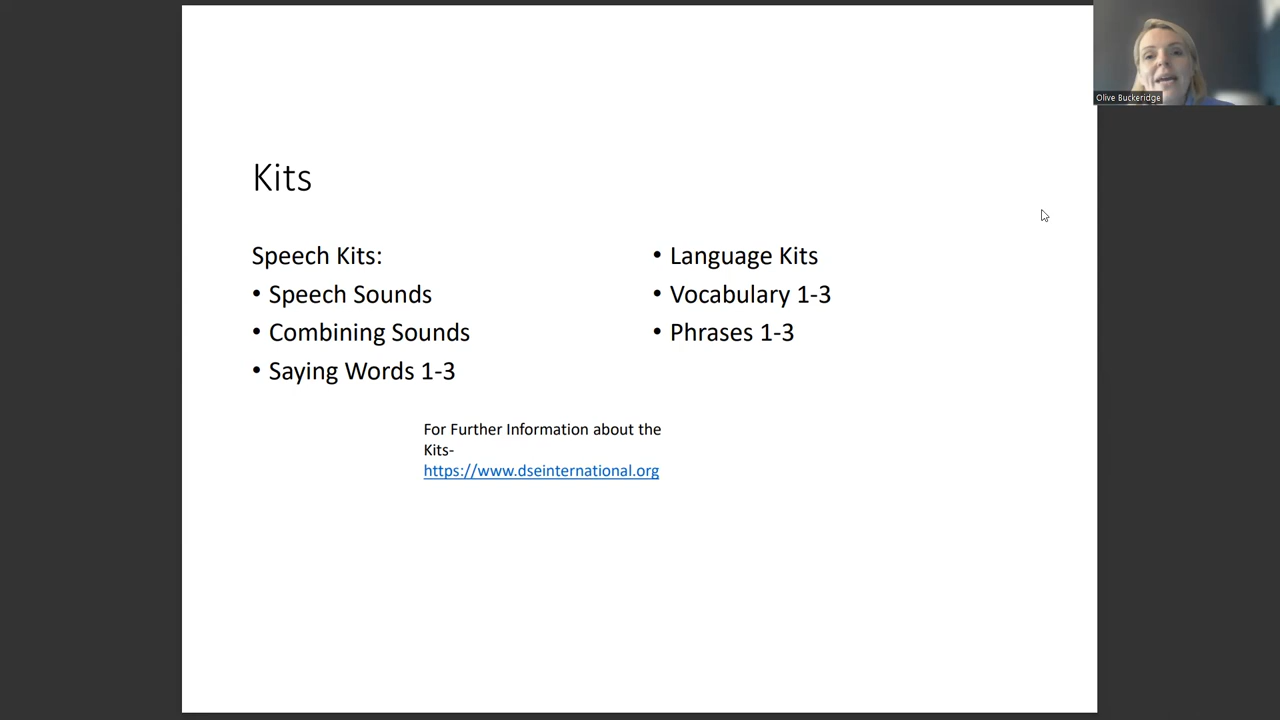 Olive Buckeridge
Kits
Speech Kits:
• Speech Sounds
• Combining Sounds
• Saying Words 1-3
• Language Kits
• Vocabulary 1-3
• Phrases 1-3
For Further Information about the
Kits-
https://www.dseinternational.org